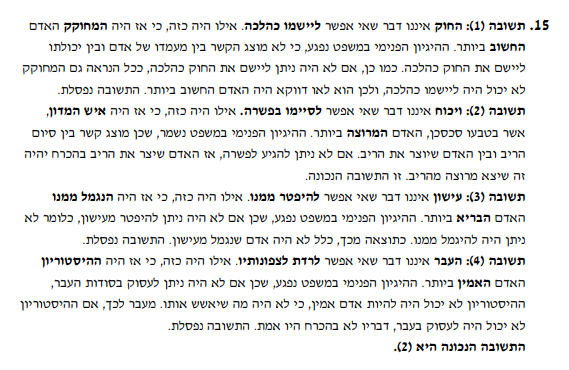 15. תשובה (1): החוק איננו דבר שאי אפשר ליישמו כהלכה. אילו היה כזה, כי אז היה המחוקק האדם
החשוב ביותר. ההיגיון הפנימי במשפט נפגע, כי לא מוצג הקשר בין מעמדו של אדם ובין יכולתו
ליישם את החוק כהלכה. כמו כן, אם לא היה ניתן ליישם את החוק כהלכה, ככל הנראה גם המחוקק
לא יכול היה ליישמו כהלכה, ולכן הוא לאו דווקא היה האדם החשוב ביותר. התשובה נפסלת.
תשובה (2): ויכוח איננו דבר שאי אפשר לסיימו בפשרה. אילו היה כזה, כי אז היה איש המדון,
אשר בטבעו סכסכן, האדם המרוצה ביותר. ההיגיון הפנימי במשפט נשמר, שכן מוצג קשר בין סיום
הריב ובין האדם שיוצר את הריב. אם לא ניתן להגיע לפשרה, אז האדם שיצר את הריב בהכרח יהיה
זה שיצא מרוצה מהריב. זו התשובה הנכונה.
תשובה (3): עישון איננו דבר שאי אפשר להיפטר ממנו. אילו היה כזה, כי אז היה הנגמל ממנו
האדם הבריא ביותר. ההיגיון הפנימי במשפט נפגע, שכן אם לא היה ניתן להיפטר מעישון, כלומר לא
ניתן היה להיגמל ממנו. כתוצאה מכך, כלל לא היה אדם שנגמל מעישון. התשובה נפסלת.
תשובה (4): העבר איננו דבר שאי אפשר לרדת לצפונותיו. אילו היה כזה, כי אז היה ההיסטוריון
האדם האמין ביותר. ההיגיון הפנימי במשפט נפגע, שכן אם לא היה ניתן לעסוק בסודות העבר,
ההיסטוריון לא יכול היה להיות אדם אמין, כי לא היה מה שיאשש אותו. מעבר לכך, אם ההיסטוריון
לא יכול היה לעסוק בעבר, דבריו לא בהכרח היו אמת. התשובה נפסלת.
התשובה הנכונה היא (2).